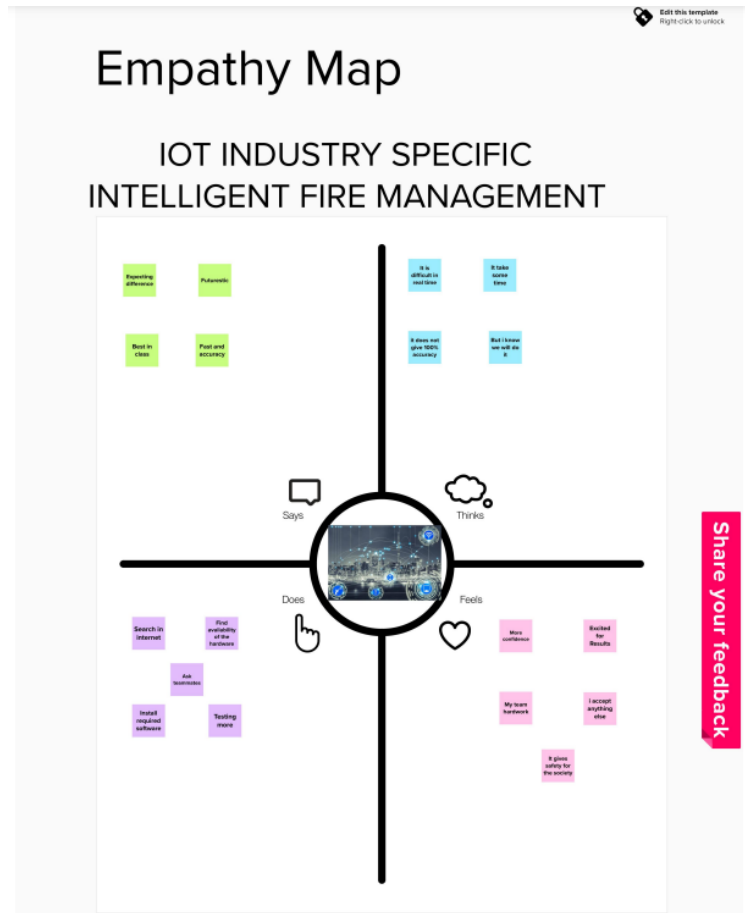 Edit this template
Right-click to unlock
Empathy Map
IOT INDUSTRY SPECIFIC
INTELLIGENT FIRE MANAGEMENT
Expecting
difference
Futurestic
Best in
class
Fast and
accuracy
It is
difficult in
real time
It take
some
time
It does not
give 100%
accuracy
But i know
we will do
it
Says
Thinks
Does
Feels
Search in
internet
Find
availability
of the
hardware
Ask
teammates
Install
required
software
Testing
more
More
confidence
Excited
for
Results
My team
hardwork
I accept
anything
else
It gives
safety for
the society
Share your feedback